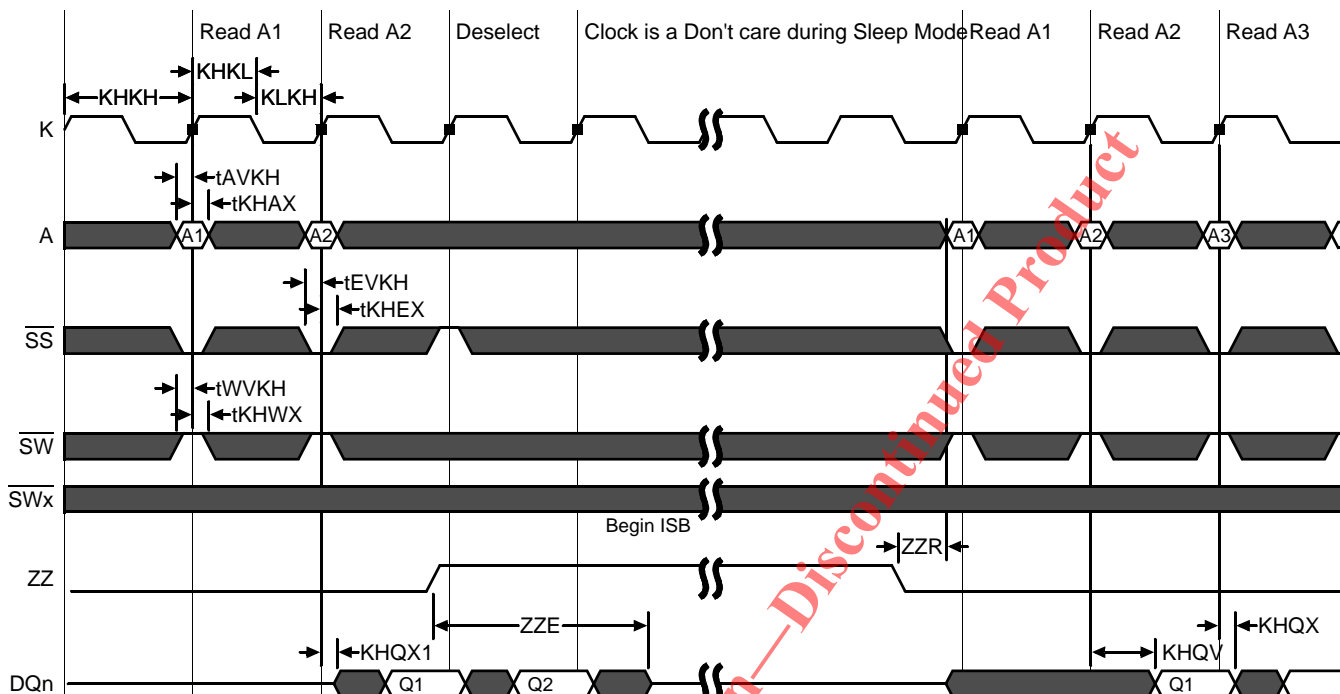 Read A1 Read A2 Deselect Clock is a Don't care during Sleep Mode Read A1 Read A2 Read A3
KHKL
KHKH KLKH
K
tAVKH
tKHAX
A A1 A2 A1 A2 A3
tEVKH
tKHEX
SS
tWVKH
tKHWX
SW
SWx
Begin ISB
ZZR
ZZ
ZZE
KHQX1 KHQV KHQX
DQn Q1 Q2 Q1
n—Discontinued Product